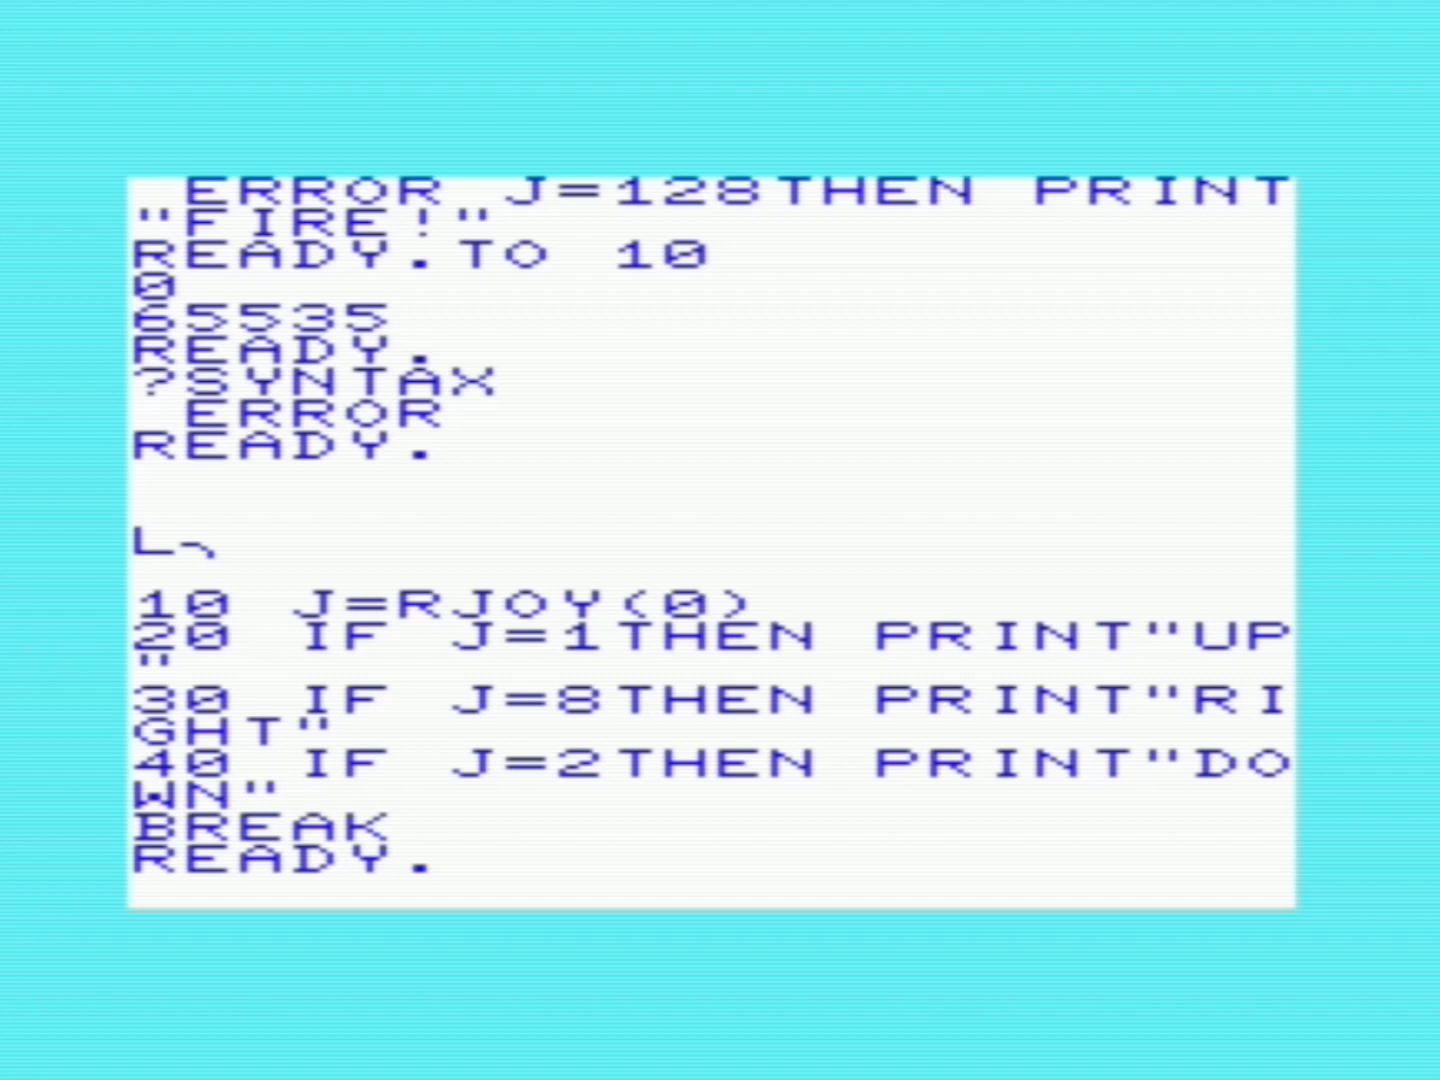 ERROR J=128THEN PRINT
"FIRE!"
READY.TO 10
0
65535
READY.
?SYNTAX
ERROR
READY.
10 J=RJOY(0)
20 IF J=1THEN PRINT"UP
"
30 IF J=8THEN PRINT"RI
GHT"
40 IF J=2THEN PRINT"DO
WN"
BREAK
READY.